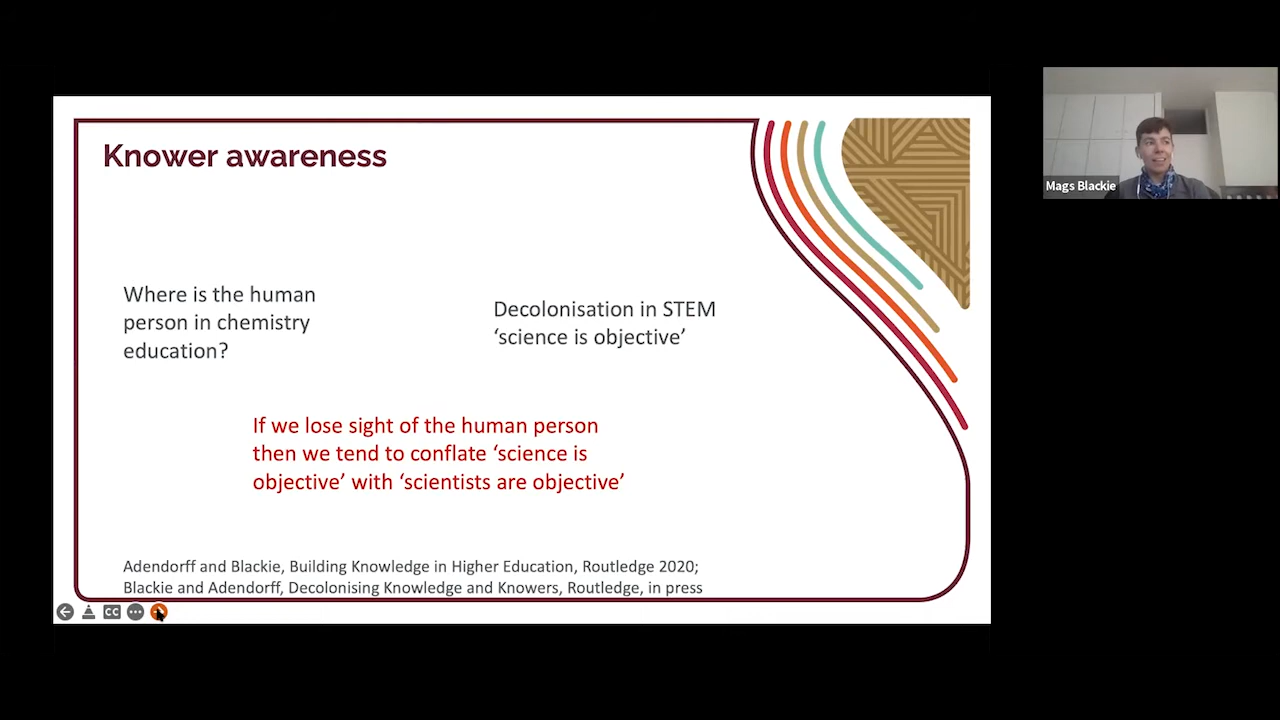 Knower awareness
Where is the human
person in chemistry
education?
Decolonisation in STEM
‘science is objective’
If we lose sight of the human person
then we tend to conflate ‘science is
objective’ with ‘scientists are objective’
Adendorff and Blackie, Building Knowledge in Higher Education, Routledge 2020;
Blackie and Adendorff, Decolonising Knowledge and Knowers, Routledge, in press
CC
Mags Blackie